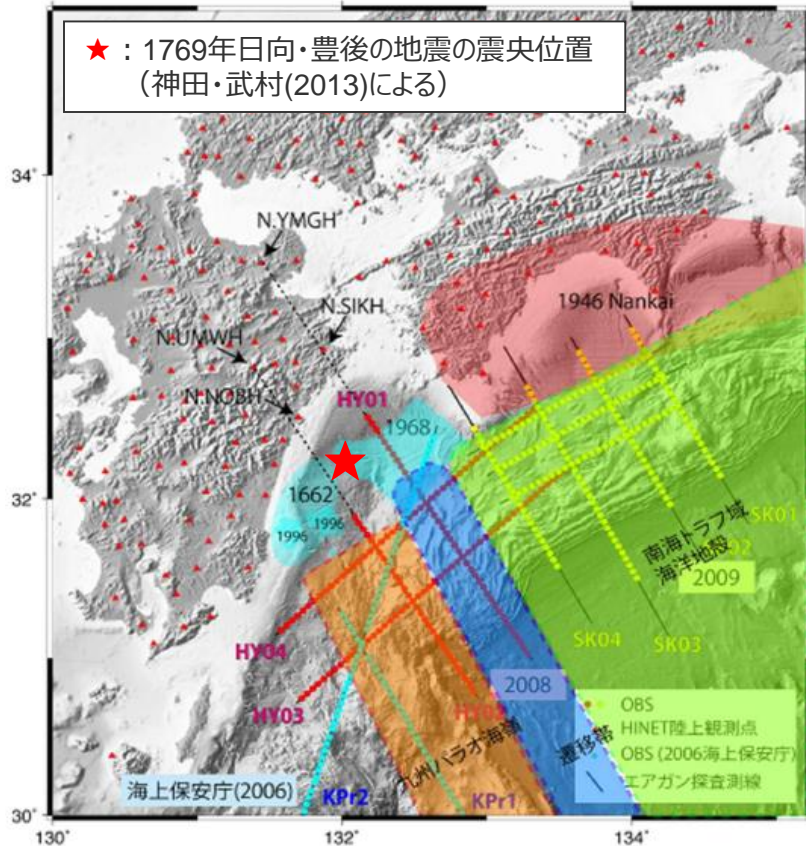 ★ : 1769年日向・豊後の地震の震央位置
(神田・武村(2013)による)
34°
N.YMGH
N.SIKH
1946 Nankai
N.UMWH
N.NOBH
HY01
1968
32°
1662
1996
1996
SK01
南海トラフ域
海洋地殻
2009
HY04
SK04
SK03
2008
HY03
OBS
HINET陸上観測点
九州パラオ海嶺
遷移帯
OBS (2006海上保安庁)
エアガン探査測線
海上保安庁(2006)
KPr2
KPr1
30°
130°
132°
134°